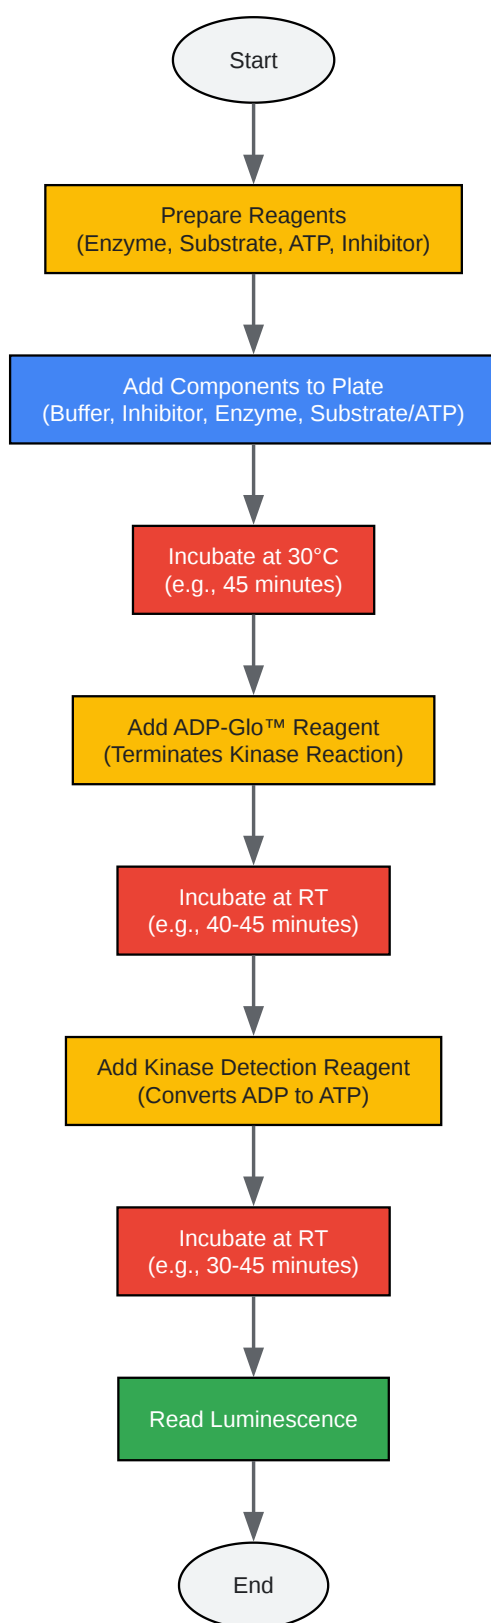 Start
Prepare Reagents
(Enzyme, Substrate, ATP, Inhibitor)
Add Components to Plate
(Buffer, Inhibitor, Enzyme, Substrate/ATP)
Incubate at 30°C
(e.g., 45 minutes)
Add ADP-Glo™ Reagent
(Terminates Kinase Reaction)
Incubate at RT
(e.g., 40-45 minutes)
Add Kinase Detection Reagent
(Converts ADP to ATP)
Incubate at RT
(e.g., 30-45 minutes)
Read Luminescence
End